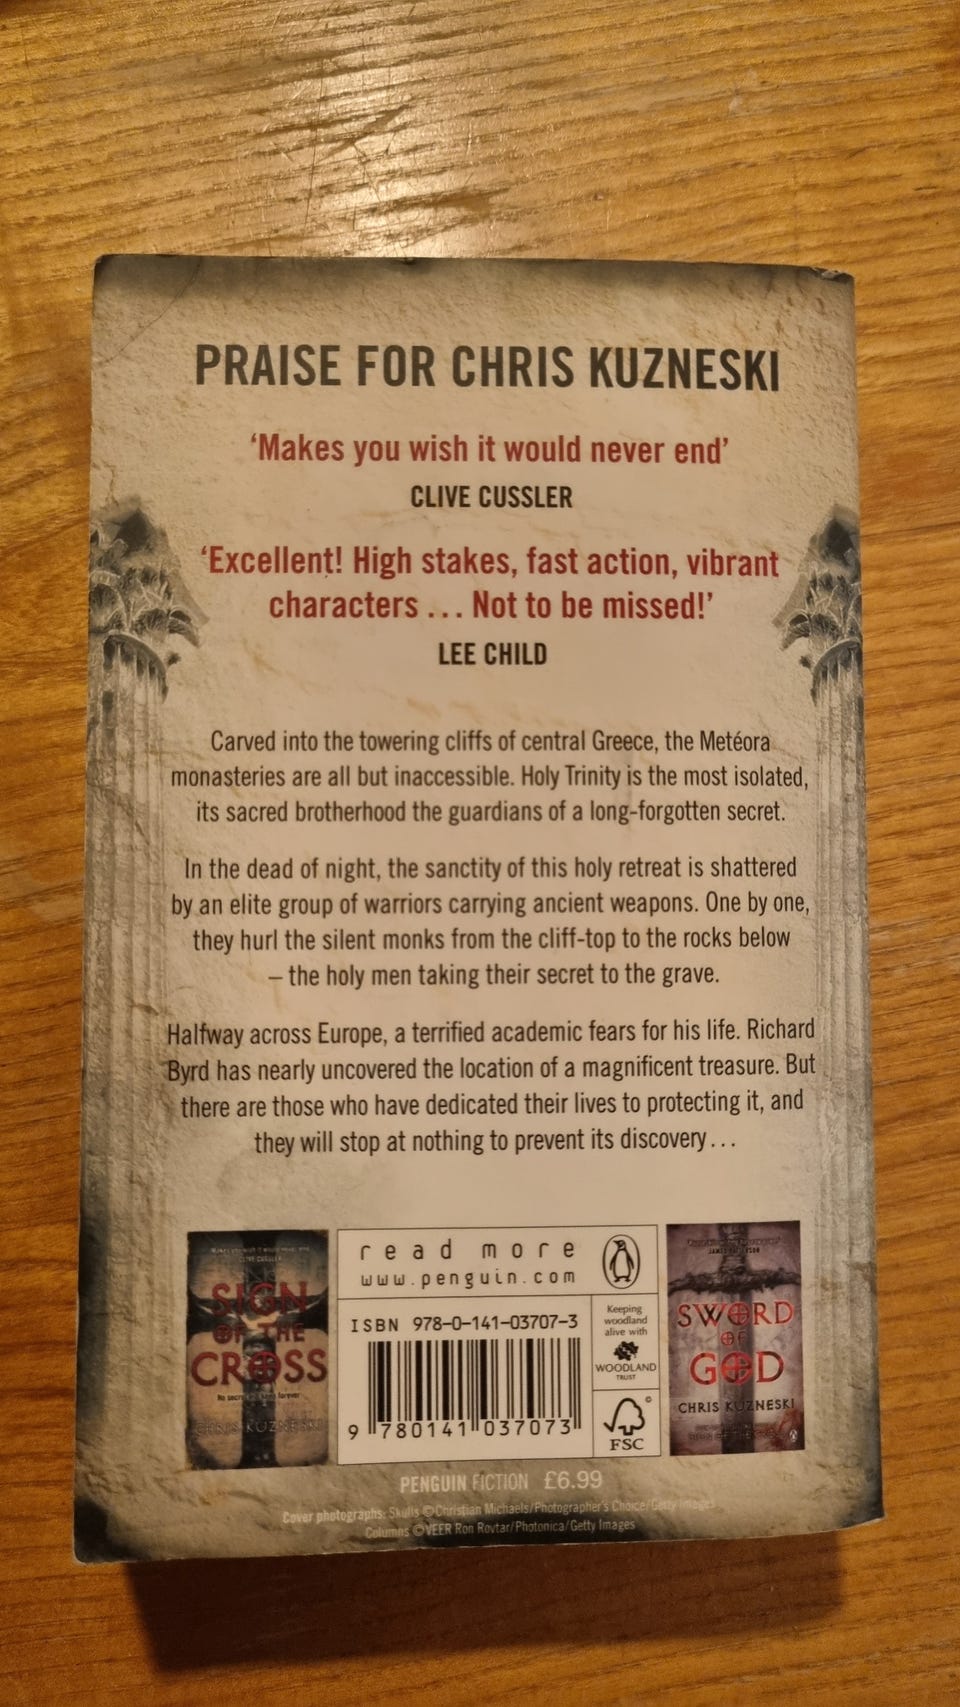 PRAISE FOR CHRIS KUZNESKI
‘Makes you wish it would never end’
CLIVE CUSSLER
‘Excellent! High stakes, fast action, vibrant
characters ... Not to be missed!’
LEE CHILD
Carved into the towering cliffs of central Greece, the Metéora
monasteries are all but inaccessible. Holy Trinity is the most isolated,
its sacred brotherhood the guardians of a long-forgotten secret.
In the dead of night, the sanctity of this holy retreat is shattered
by an elite group of warriors carrying ancient weapons. One by one,
they hurl the silent monks from the cliff-top to the rocks below
– the holy men taking their secret to the grave.
Halfway across Europe, a terrified academic fears for his life. Richard
Byrd has nearly uncovered the location of a magnificent treasure. But
there are those who have dedicated their lives to protecting it, and
they will stop at nothing to prevent its discovery...
SIGN
OF THE
CROSS
CHRIS KUZNESKI
read more
www.penguin.com
ISBN 978-0-141-03707-3
9 780141 037073
Keeping
woodland
alive with
WOODLAND
TRUST
©
FSC
JAMES PATTERSON
SWORD
OF
GOD
CHRIS KUZNESKI
PENGUIN FICTION £6.99
Cover photographs: Skulls ©Christian Michaels/Photographer's Choice/Getty Images
Columns ©VEER Ron Rovtar/Photonica/Getty Images